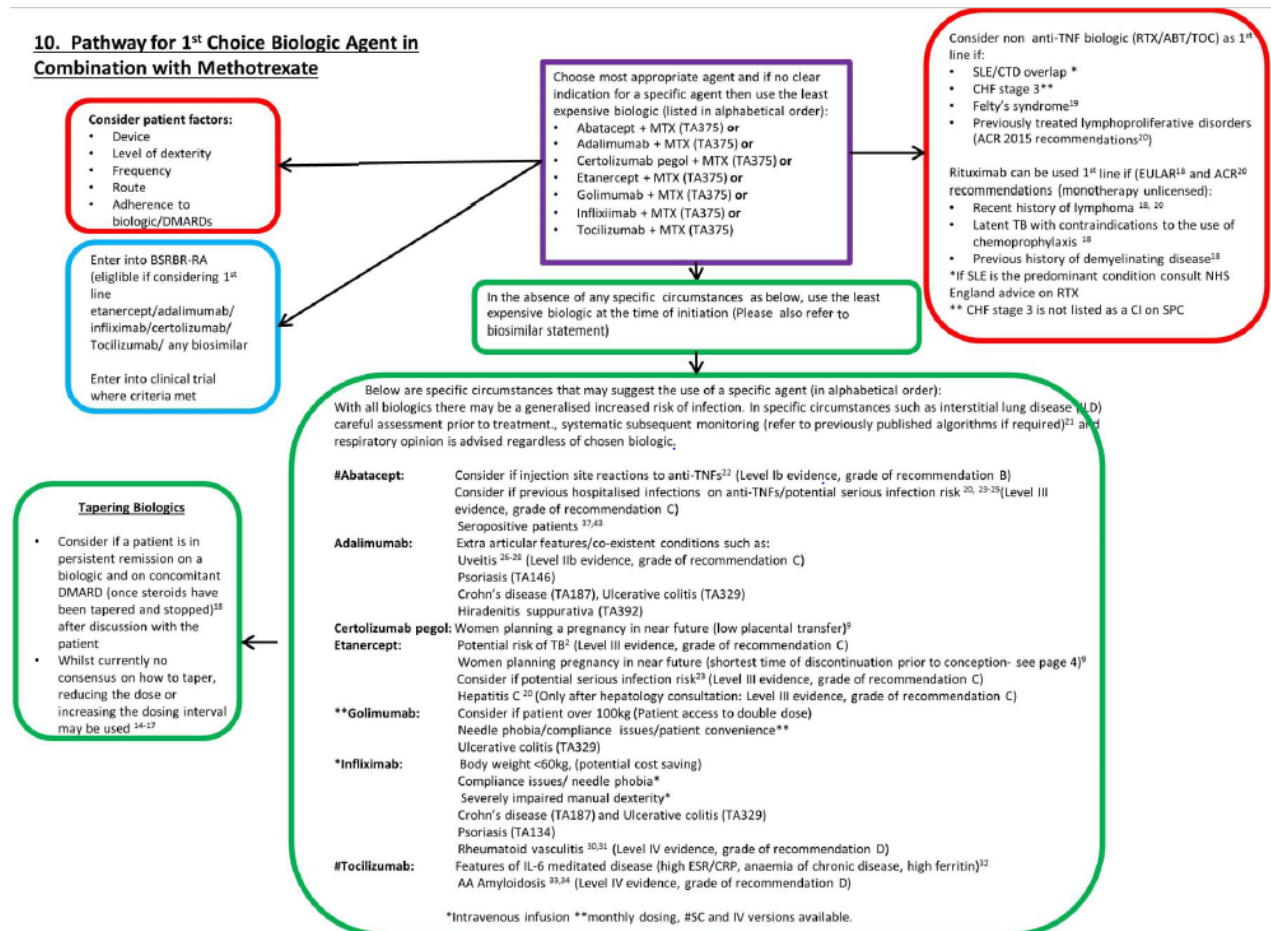 10. Pathway for 1st Choice Biologic Agent in
Combination with Methotrexate
Consider patient factors:
• Device
• Level of dexterity
• Frequency
• Route
• Adherence to
biologic/DMARDs
Enter into BSRBR-RA
(eglible if considering 1st
line
etanercept/adalimumab/
infliximab/certolizumab/
Tocilizumab/ any biosimilar
Enter into clinical trial
where criteria met
Choose most appropriate agent and if no clear
indication for a specific agent then use the least
expensive biologic (listed in alphabetical order):
• Abatacept + MTX (TA375) or
• Adalimumab + MTX (TA375) or
• Certolizumab pegol + MTX (TA375) or
• Etanercept + MTX (TA375) or
• Golimumab + MTX (TA375) or
• Inflixiimab + MTX (TA375) or
• Tocilizumab + MTX (TA375)
Consider non anti-TNF biologic (RTX/ABT/TOC) as 1st
line if:
• SLE/CTD overlap *
• CHF stage 3**
• Felty's syndrome19
• Previously treated lymphoproliferative disorders
(ACR 2015 recommendations20)
Rituximab can be used 1st line if (EULAR18 and ACR20
recommendations (monotherapy unlicensed):
• Recent history of lymphoma 18, 20
• Latent TB with contraindications to the use of
chemoprophylaxis 18
• Previous history of demyelinating disease18
*If SLE is the predominant condition consult NHS
England advice on RTX
** CHF stage 3 is not listed as a CI on SPC
In the absence of any specific circumstances as below, use the least
expensive biologic at the time of initiation (Please also refer to
biosimilar statement)
Below are specific circumstances that may suggest the use of a specific agent (in alphabetical order):
With all biologics there may be a generalised increased risk of infection. In specific circumstances such as interstitial lung disease (ILD)
careful assessment prior to treatment., systematic subsequent monitoring (refer to previously published algorithms if required)21 and
respiratory opinion is advised regardless of chosen biologic.
#Abatacept: Consider if injection site reactions to anti-TNFs22 (Level Ib evidence, grade of recommendation B)
Consider if previous hospitalised infections on anti-TNFs/potential serious infection risk 20, 23-25(Level III
evidence, grade of recommendation C)
Seropositive patients 37,43
Adalimumab: Extra articular features/co-existent conditions such as:
Uveitis 26-28 (Level IIb evidence, grade of recommendation C)
Psoriasis (TA146)
Crohn's disease (TA187), Ulcerative colitis (TA329)
Hiradenitis suppurativa (TA392)
Certolizumab pegol: Women planning a pregnancy in near future (low placental transfer)9
Etanercept: Potential risk of TB2 (Level III evidence, grade of recommendation C)
Women planning pregnancy in near future (shortest time of discontinuation prior to conception- see page 4)9
Consider if potential serious infection risk23 (Level III evidence, grade of recommendation C)
Hepatitis C 20 (Only after hepatology consultation: Level III evidence, grade of recommendation C)
**Golimumab: Consider if patient over 100kg (Patient access to double dose)
Needle phobia/compliance issues/patient convenience**
Ulcerative colitis (TA329)
*Infliximab: Body weight <60kg, (potential cost saving)
Compliance issues/ needle phobia*
Severely impaired manual dexterity*
Crohn's disease (TA187) and Ulcerative colitis (TA329)
Psoriasis (TA134)
Rheumatoid vasculitis 30,31 (Level IV evidence, grade of recommendation D)
#Tocilizumab: Features of IL-6 meditated disease (high ESR/CRP, anaemia of chronic disease, high ferritin)32
AA Amyloidosis 33,34 (Level IV evidence, grade of recommendation D)
*Intravenous infusion **monthly dosing, #SC and IV versions available.
Tapering Biologics
• Consider if a patient is in
persistent remission on a
biologic and on concomitant
DMARD (once steroids have
been tapered and stopped)18
after discussion with the
patient
• Whilst currently no
consensus on how to taper,
reducing the dose or
increasing the dosing interval
may be used 14-17